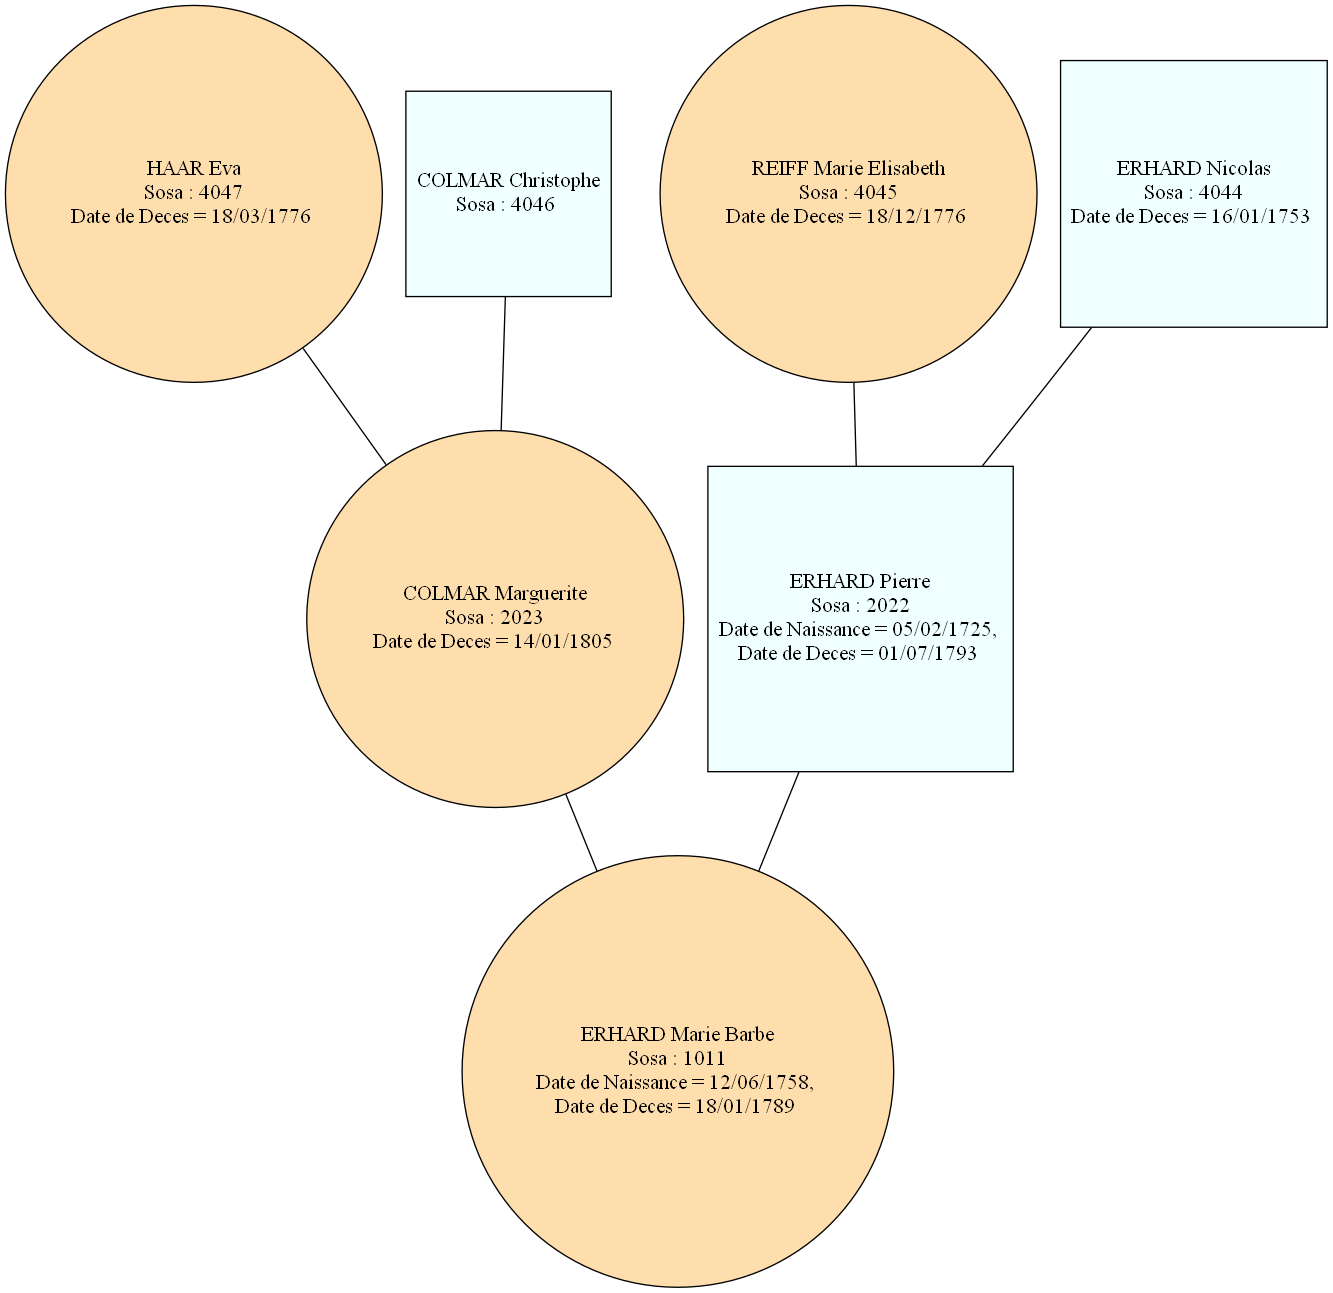 HAAR Eva
Sosa : 4047
Date de Deces = 18/03/1776
COLMAR Christophe
Sosa : 4046
REIFF Marie Elisabeth
Sosa : 4045
Date de Deces = 18/12/1776
ERHARD Nicolas
Sosa : 4044
Date de Deces = 16/01/1753
COLMAR Marguerite
Sosa : 2023
Date de Deces = 14/01/1805
ERHARD Pierre
Sosa : 2022
Date de Naissance = 05/02/1725,
Date de Deces = 01/07/1793
ERHARD Marie Barbe
Sosa : 1011
Date de Naissance = 12/06/1758,
Date de Deces = 18/01/1789